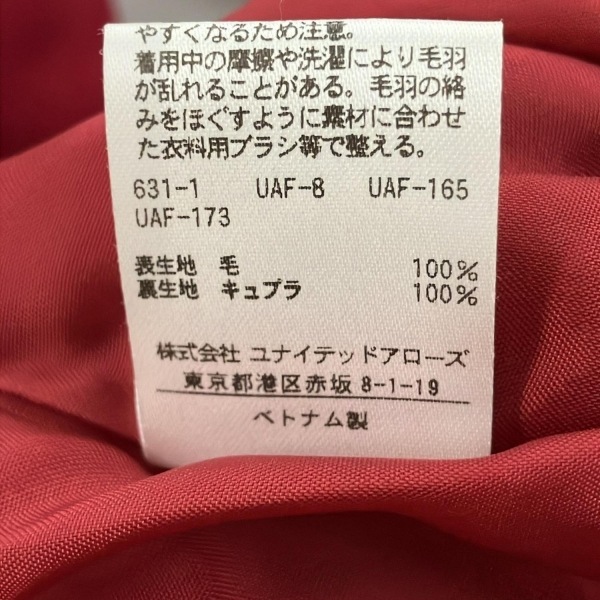 やすくなるため注意。
着用中の摩擦や洗濯により毛羽
が乱れることがある。毛羽の絡
みをほぐすように素材に合わせ
た衣料用ブラシ等で整える。
631-1 UAF-8 UAF-165
UAF-173
表生地 毛 100%
裏生地 キュプラ 100%
株式会社 ユナイテッドアローズ
東京都港区赤坂 8-1-19
ベトナム製